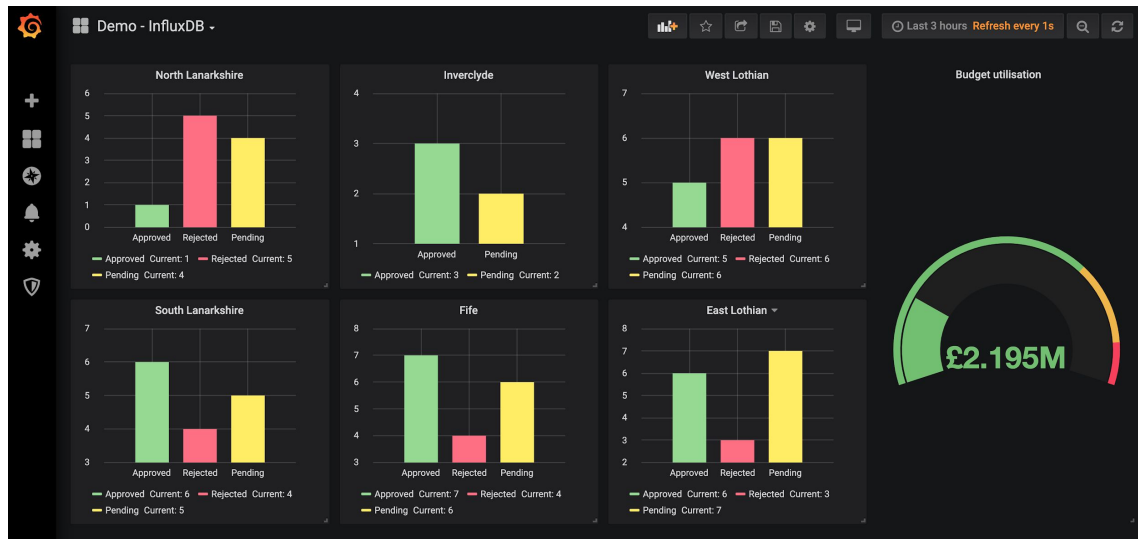 Demo - InfluxDB
Last 3 hours Refresh every 1s
North Lanarkshire
6
5
4
3
2
1
0
Approved Rejected Pending
Approved Current: 1 Rejected Current: 5
Pending Current: 4
Inverclyde
4
3
2
1
Approved Pending
Approved Current: 3 Pending Current: 2
West Lothian
7
6
5
4
Approved Rejected Pending
Approved Current: 5 Rejected Current: 6
Pending Current: 6
Budget utilisation
£2.195M
South Lanarkshire
7
6
5
4
3
Approved Rejected Pending
Approved Current: 6 Rejected Current: 4
Pending Current: 5
Fife
8
7
6
5
4
3
Approved Rejected Pending
Approved Current: 7 Rejected Current: 4
Pending Current: 6
East Lothian
8
7
6
5
4
3
2
Approved Rejected Pending
Approved Current: 6 Rejected Current: 3
Pending Current: 7